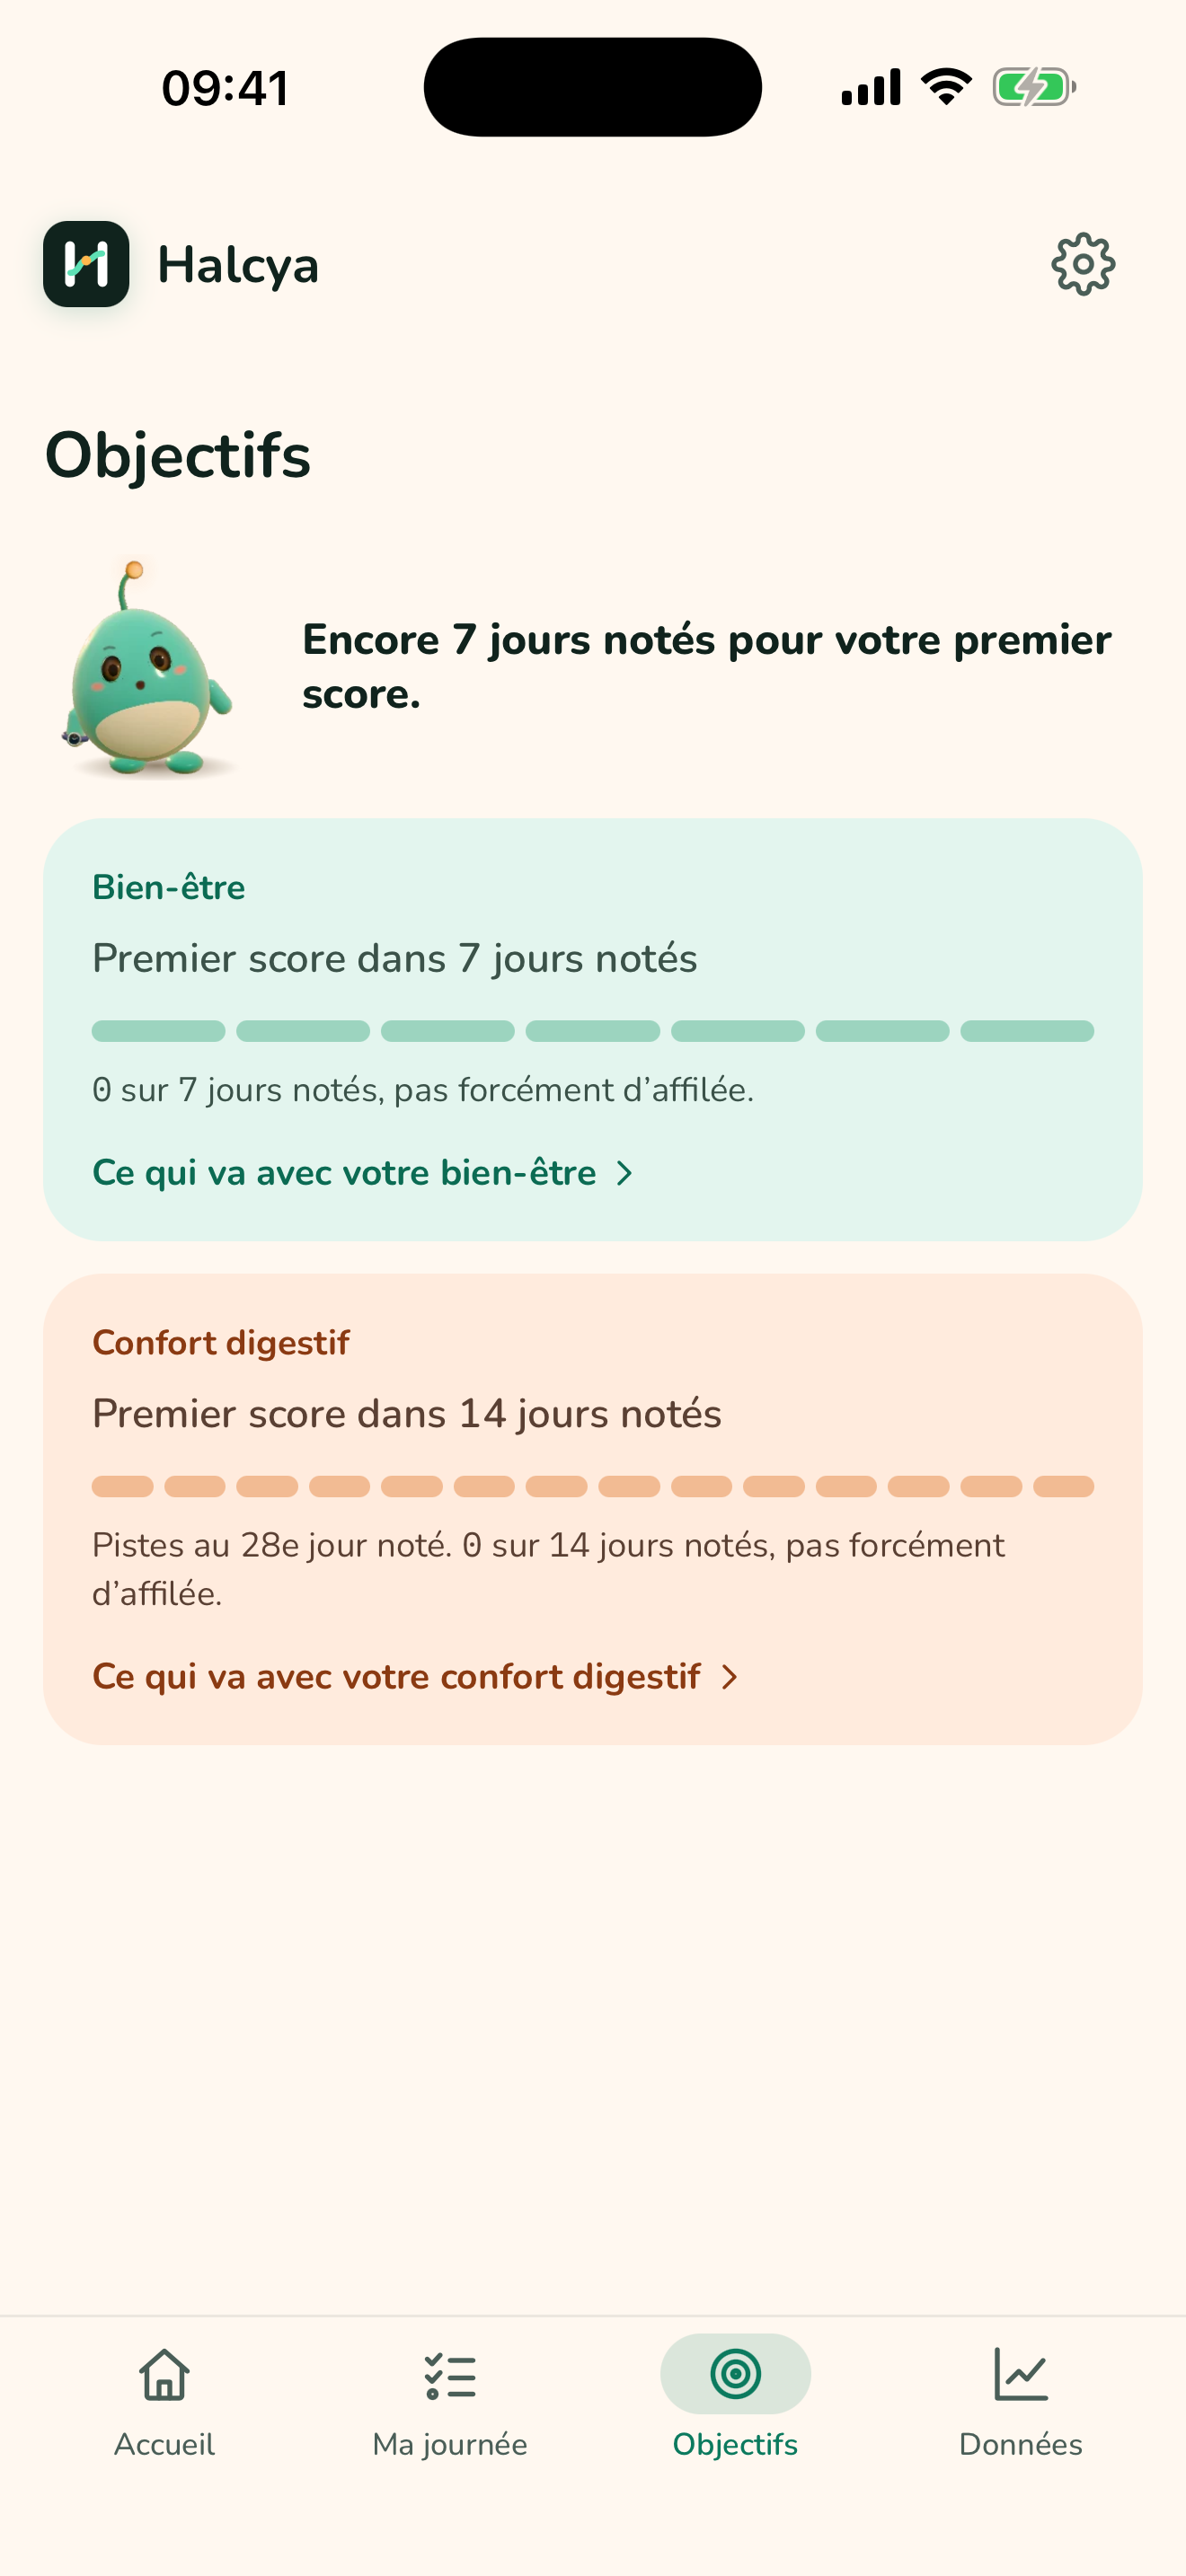 09:41
Halcya
Objectifs
Encore 7 jours notés pour votre premier
score.
Bien-être
Premier score dans 7 jours notés
0 sur 7 jours notés, pas forcément d’affilée.
Ce qui va avec votre bien-être
Confort digestif
Premier score dans 14 jours notés
Pistes au 28e jour noté. 0 sur 14 jours notés, pas forcément
d’affilée.
Ce qui va avec votre confort digestif
Accueil
Ma journée
Objectifs
Données